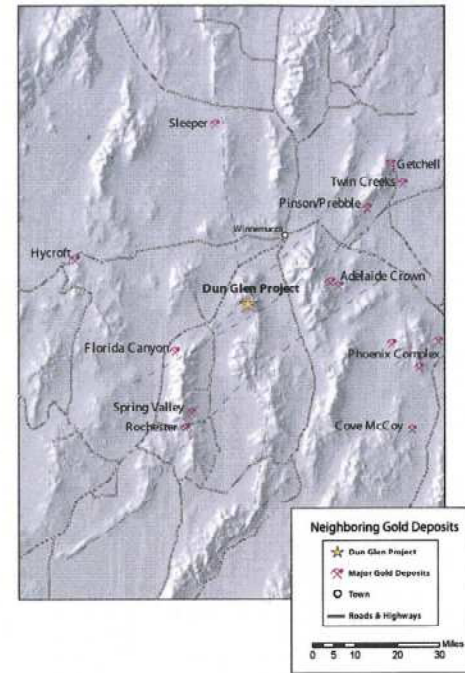 Sleeper
Getchell
Twin Creeks
Pinson/Prebble
Winnemucca
Hycroft
Adelaide Crown
Dun Glen Project
Florida Canyon
Phoenix Complex
Spring Valley
Rochester
Cove McCoy
Neighboring Gold Deposits
Dun Glen Project
Major Gold Deposits
Town
Roads & Highways
Miles
0 5 10 20 30